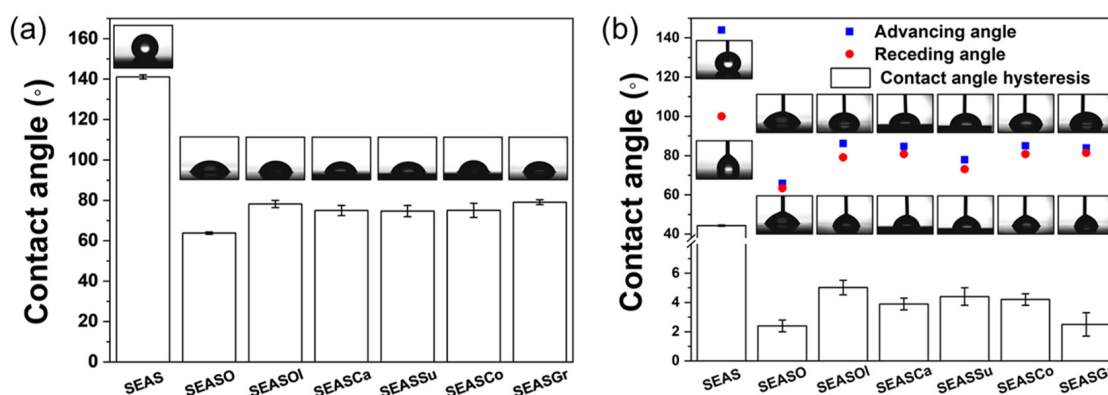 (a)
Contact angle (°)
160
140
120
100
80
60
40
20
0
SEAS SEASO SEASOl SEASCa SEASSu SEASCo SEASGr
(b)
Contact angle (°)
140
120
100
80
60
40
6
4
2
0
Advancing angle
Receding angle
Contact angle hysteresis
SEAS SEASO SEASOl SEASCa SEASSu SEASCo SEASG